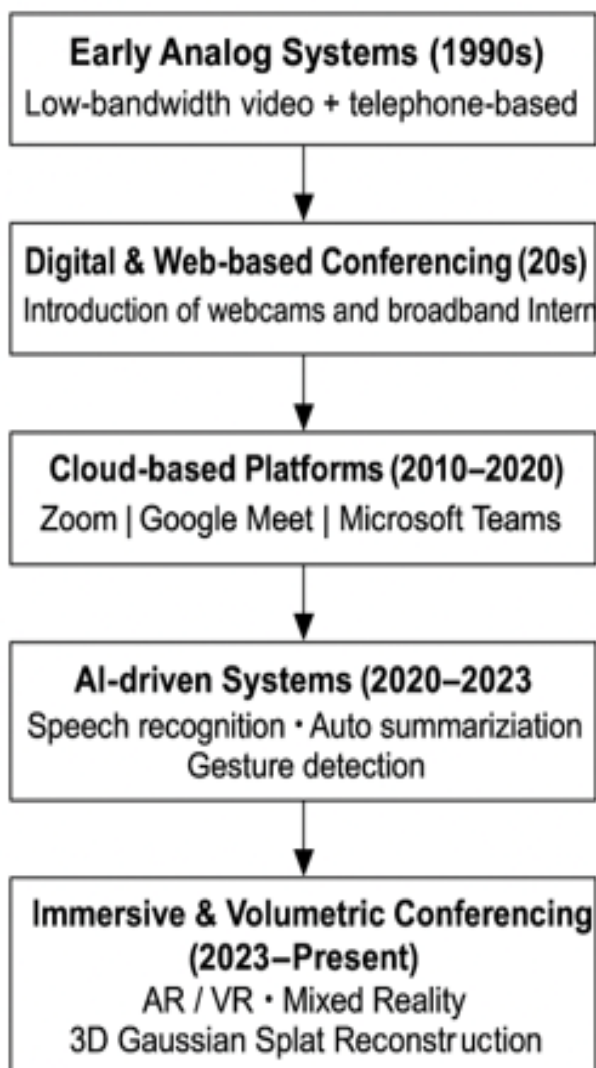 Early Analog Systems (1990s)
Low-bandwidth video + telephone-based
Digital & Web-based Conferencing (20s)
Introduction of webcams and broadband Intern
Cloud-based Platforms (2010–2020)
Zoom | Google Meet | Microsoft Teams
AI-driven Systems (2020–2023
Speech recognition · Auto summariziation
Gesture detection
Immersive & Volumetric Conferencing
(2023–Present)
AR / VR · Mixed Reality
3D Gaussian Splat Reconstruction